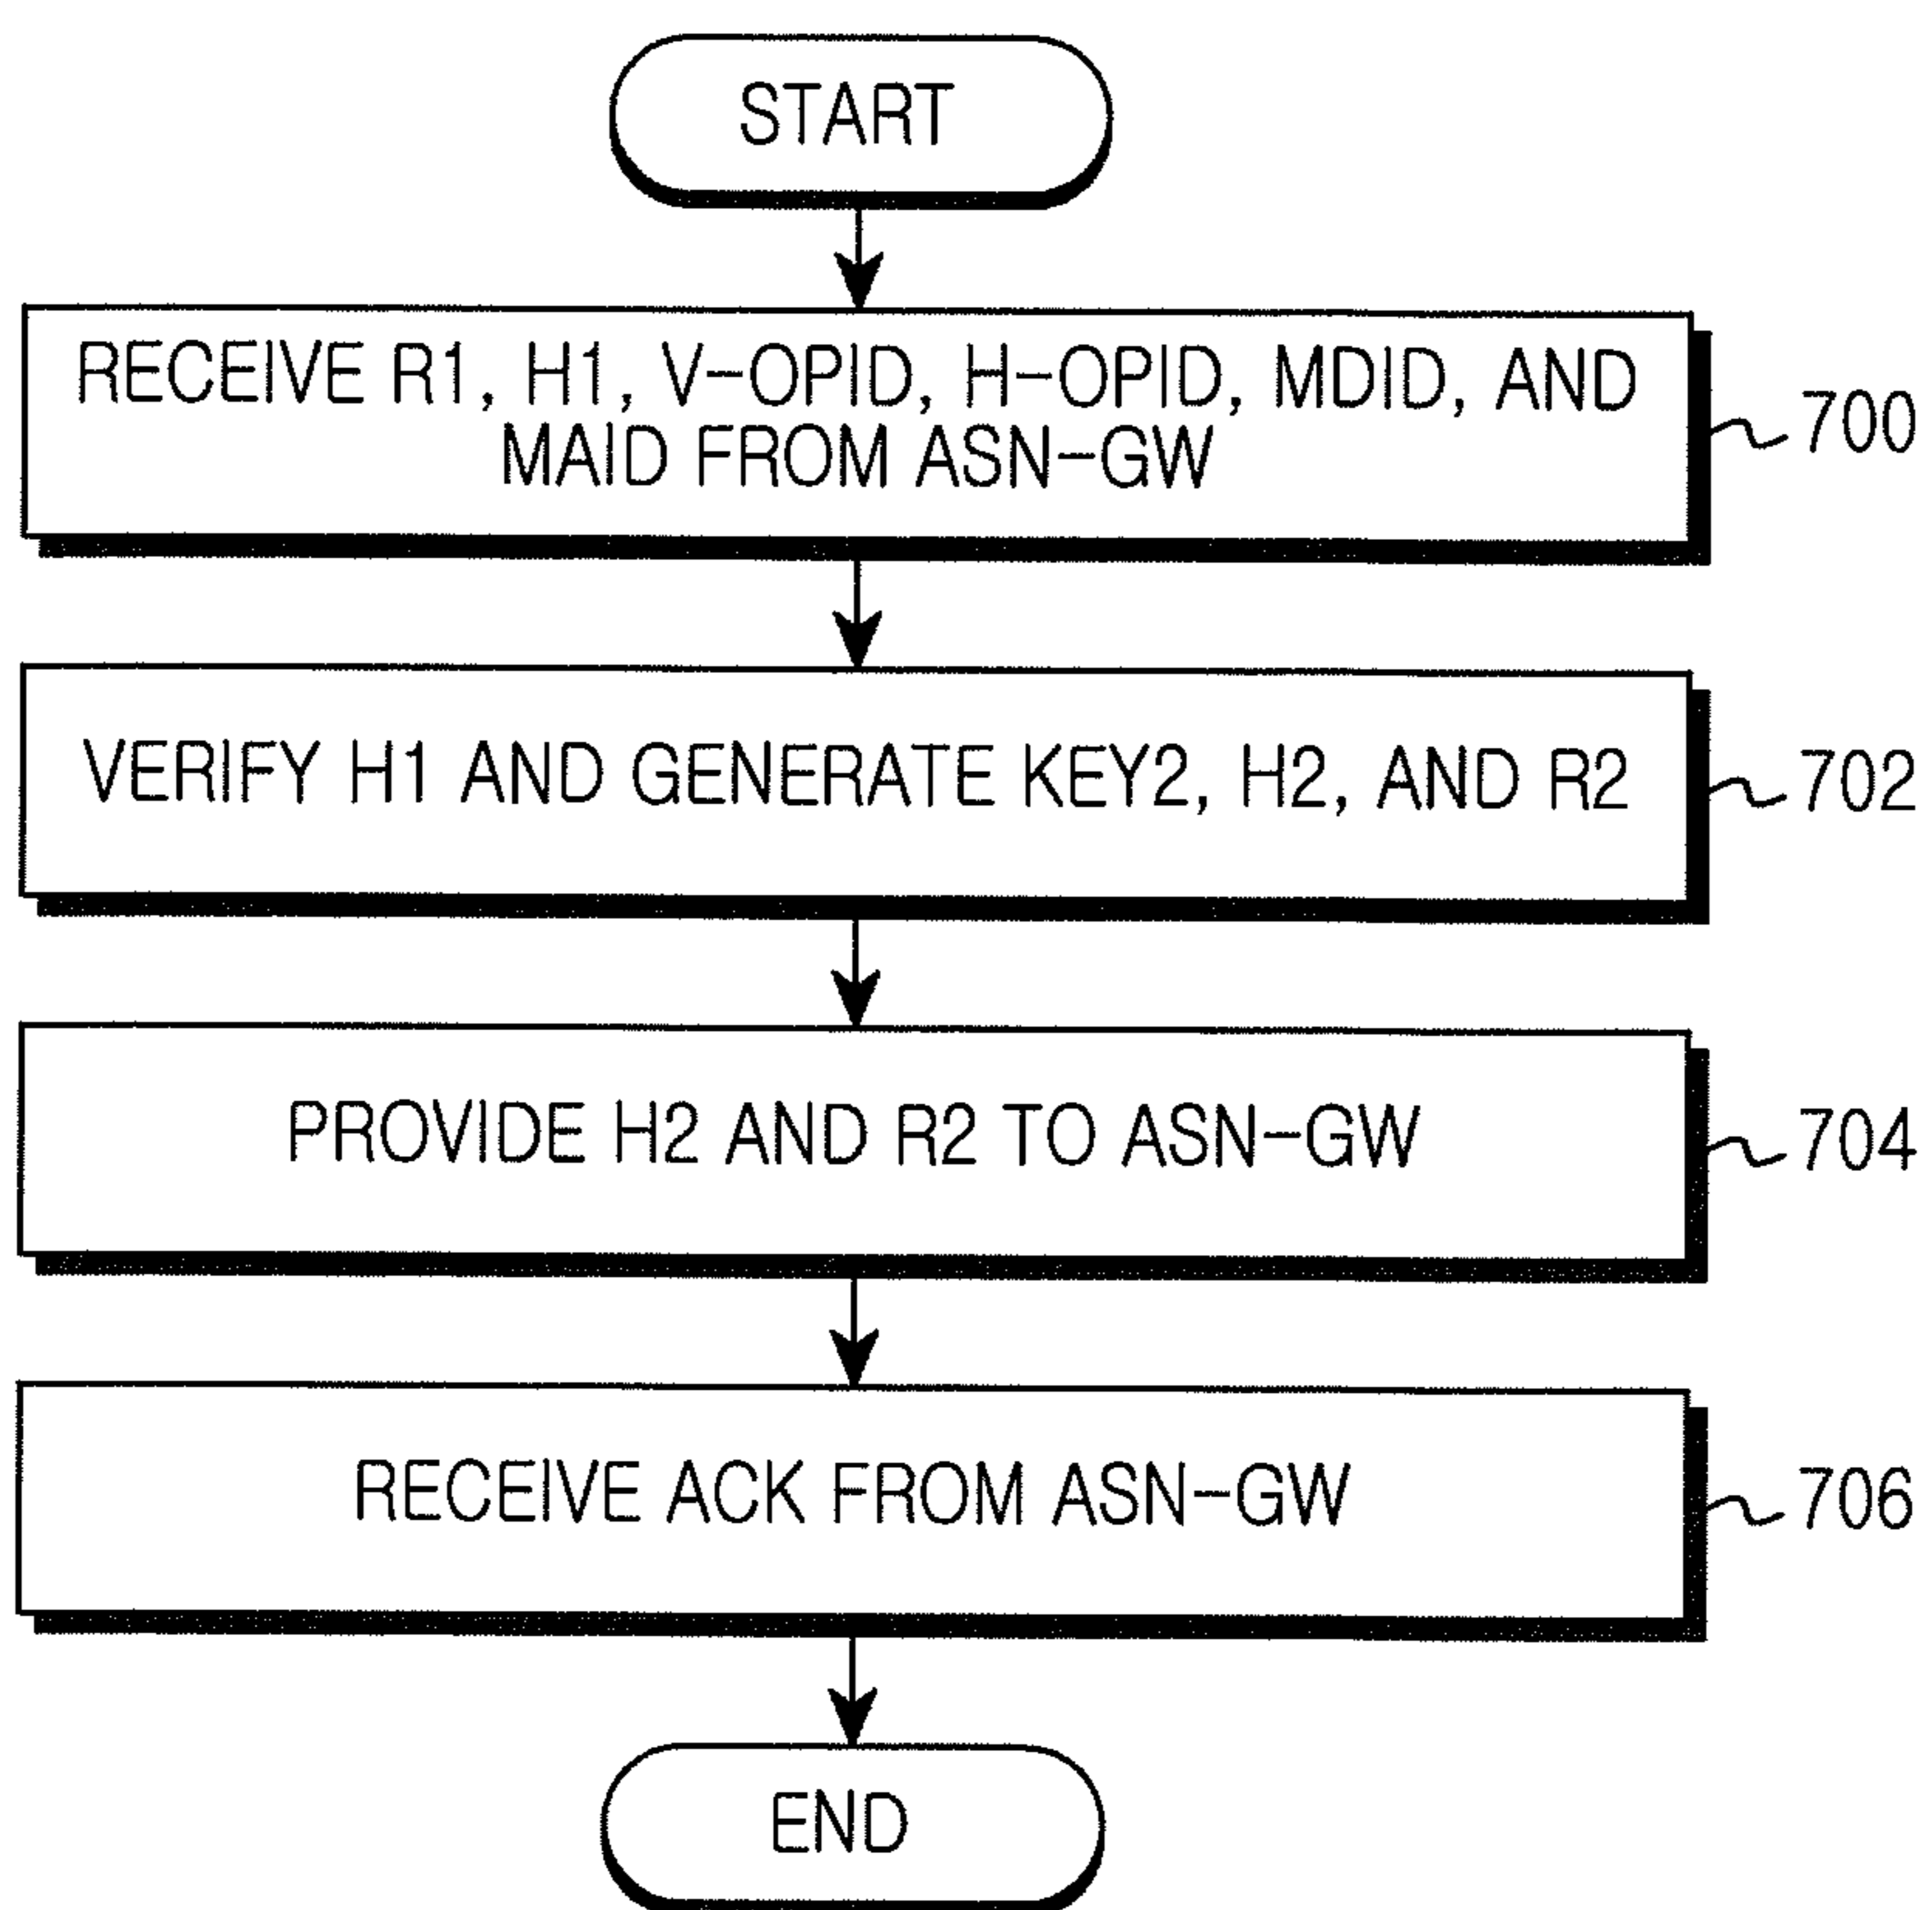 START
RECEIVE R1, H1, V-OPID, H-OPID, MDID, AND
MAID FROM ASN-GW
700
VERIFY H1 AND GENERATE KEY2, H2, AND R2
702
PROVIDE H2 AND R2 TO ASN-GW
704
RECEIVE ACK FROM ASN-GW
706
END